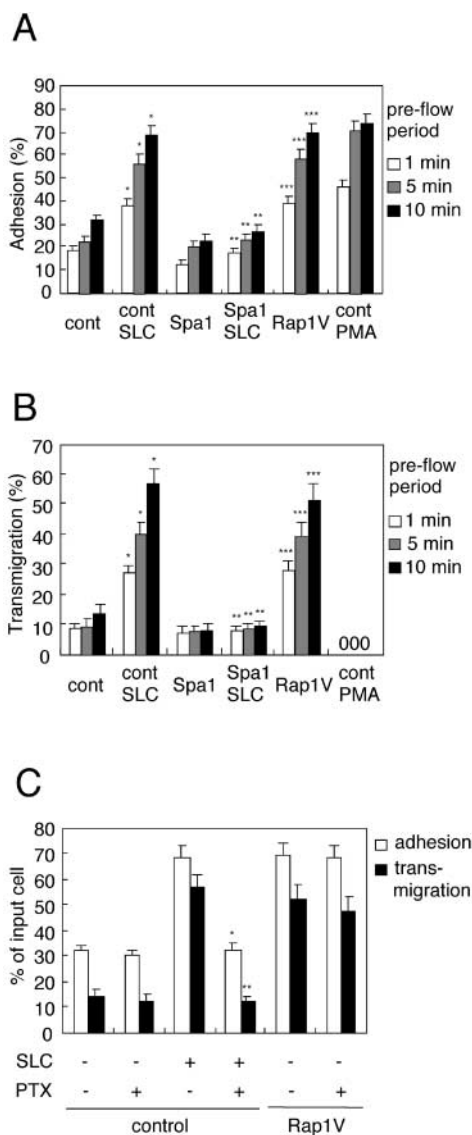 A
Adhesion (%)
90
80
70
60
50
40
30
20
10
0
* * *
** ** **
*** *** ***
cont
cont SLC
Spa1
Spa1 SLC
Rap1V
cont PMA
pre-flow period
1 min
5 min
10 min
B
Transmigration (%)
70
60
50
40
30
20
10
0
* * *
** ** **
*** *** ***
000
cont
cont SLC
Spa1
Spa1 SLC
Rap1V
cont PMA
pre-flow period
1 min
5 min
10 min
C
% of input cell
80
70
60
50
40
30
20
10
0
*
**
adhesion
trans-
migration
SLC - - + + - -
PTX - + - + - +
control Rap1V